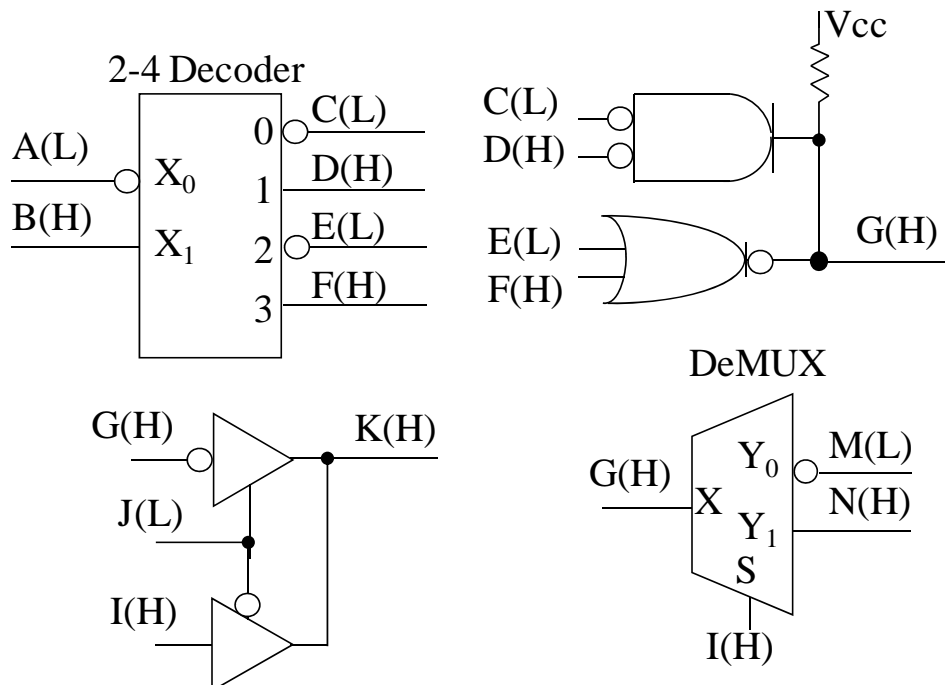 2-4 Decoder
A(L)
B(H)
X0
X1
0
1
2
3
C(L)
D(H)
E(L)
F(H)
Vcc
C(L)
D(H)
E(L)
F(H)
G(H)
G(H)
J(L)
I(H)
K(H)
DeMUX
G(H)
X
Y0
Y1
S
M(L)
N(H)
I(H)